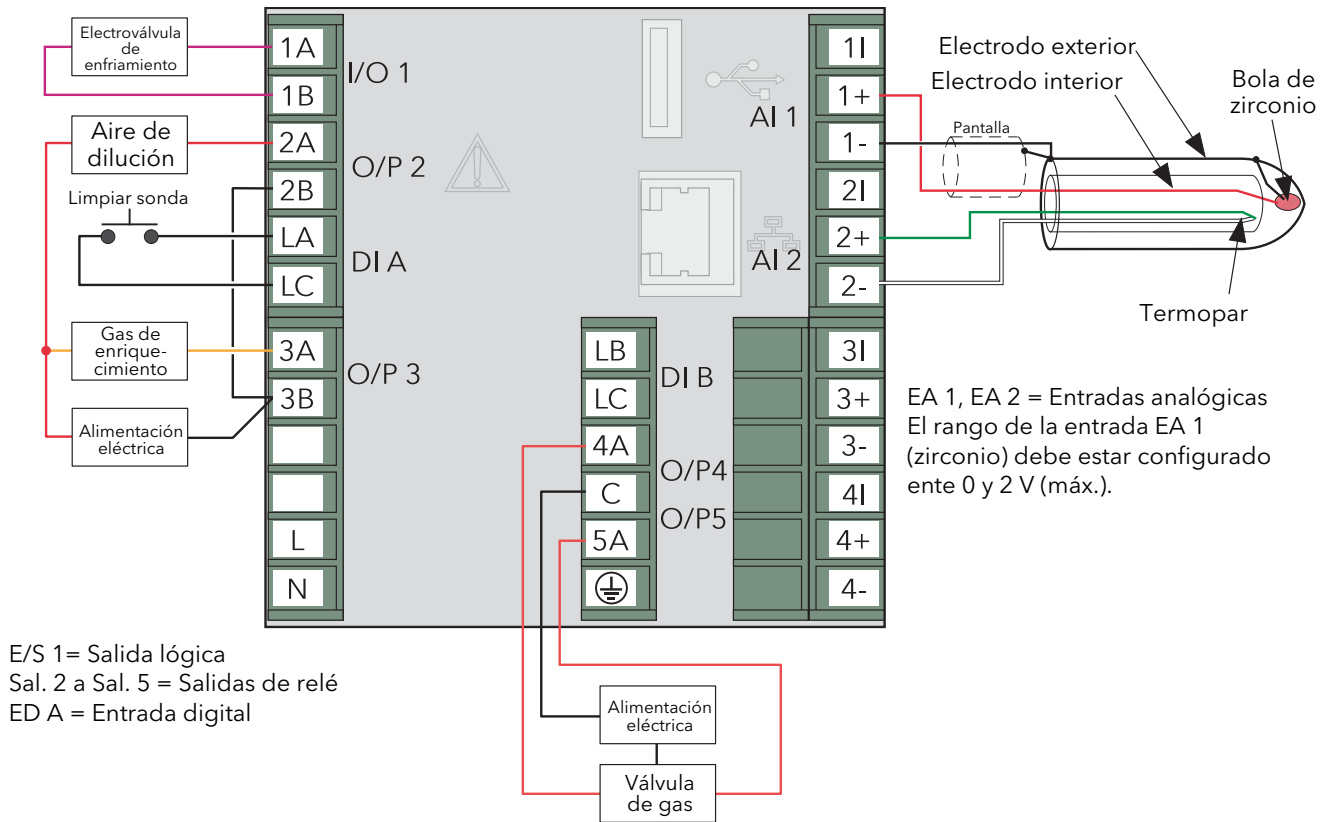 Electroválvula
de
enfriamiento
Aire de
dilución
Limpiar sonda
Gas de
enrique-
cimiento
Alimentación
eléctrica
1A
1B
2A
2B
LA
LC
3A
3B
L
N
I/O 1
O/P 2
DI A
O/P 3
AI 1
AI 2
LB
LC
4A
C
5A
DI B
O/P4
O/P5
1I
1+
1-
2I
2+
2-
3I
3+
3-
4I
4+
4-
Electrodo exterior
Electrodo interior
Bola de
zirconio
Pantalla
Termopar
EA 1, EA 2 = Entradas analógicas
El rango de la entrada EA 1
(zirconio) debe estar configurado
ente 0 y 2 V (máx.).
E/S 1= Salida lógica
Sal. 2 a Sal. 5 = Salidas de relé
ED A = Entrada digital
Alimentación
eléctrica
Válvula
de gas